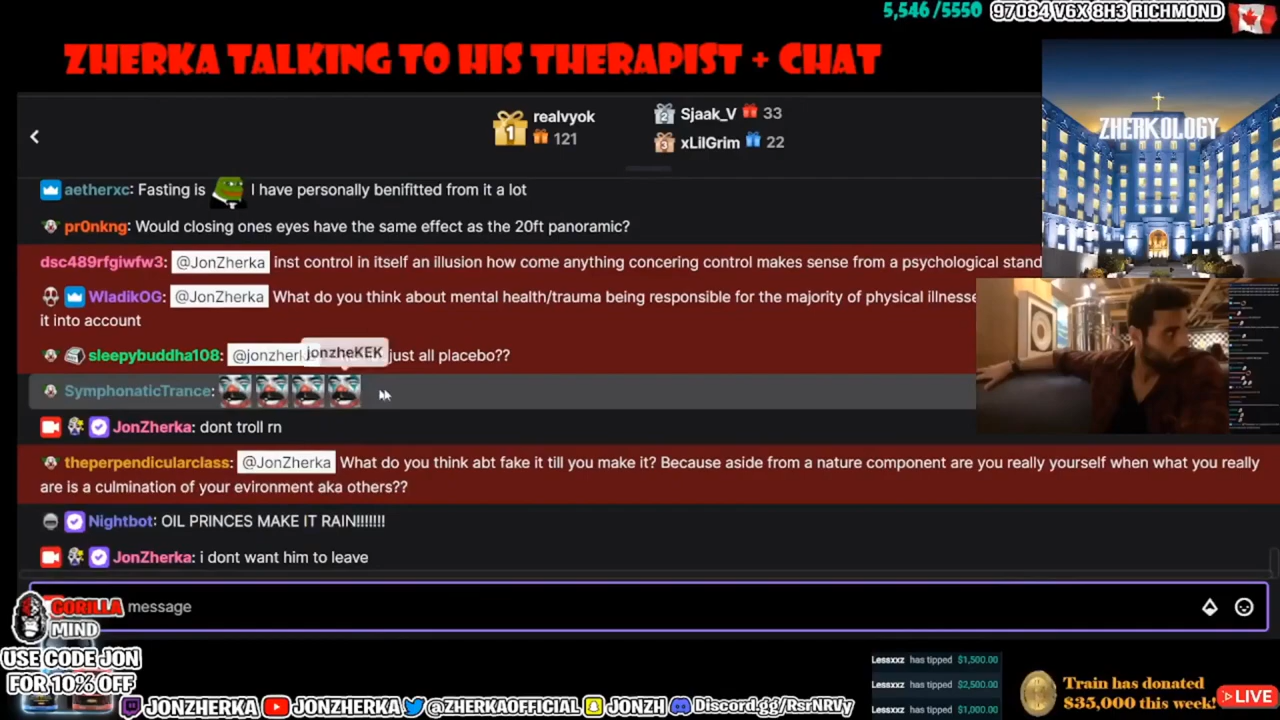 5,546 /5550
97084 V6X 8H3 RICHMOND
ZHERKA TALKING TO HIS THERAPIST + CHAT
1 realvyok
121
2 Sjaak_V 33
3 xLilGrim 22
ZHERKOLOGY
aetherxc: Fasting is I have personally benifitted from it a lot
pr0nkng: Would closing ones eyes have the same effect as the 20ft panoramic?
dsc489rfgiwfw3: @JonZherka inst control in itself an illusion how come anything concering control makes sense from a psychological stand
WladikOG: @JonZherka What do you think about mental health/trauma being responsible for the majority of physical illnesse
it into account
jonzheKEK
sleepybuddha108: @jonzher just all placebo??
SymphonaticTrance:
JonZherka: dont troll rn
theperpendicularclass: @JonZherka What do you think abt fake it till you make it? Because aside from a nature component are you really yourself when what you really
are is a culmination of your evironment aka others??
Nightbot: OIL PRINCES MAKE IT RAIN!!!!!!!
JonZherka: i dont want him to leave
message
GORILLA
MIND
USE CODE JON
FOR 10% OFF
Lessxxz has tipped $1,500.00
Lessxxz has tipped $2,500.00
Lessxxz has tipped $1,000.00
Train has donated
$35,000 this week!
LIVE
JONZHERKA JONZHERKA @ZHERKAOFFICIAL JONZH Discord.gg/RsrNRVy